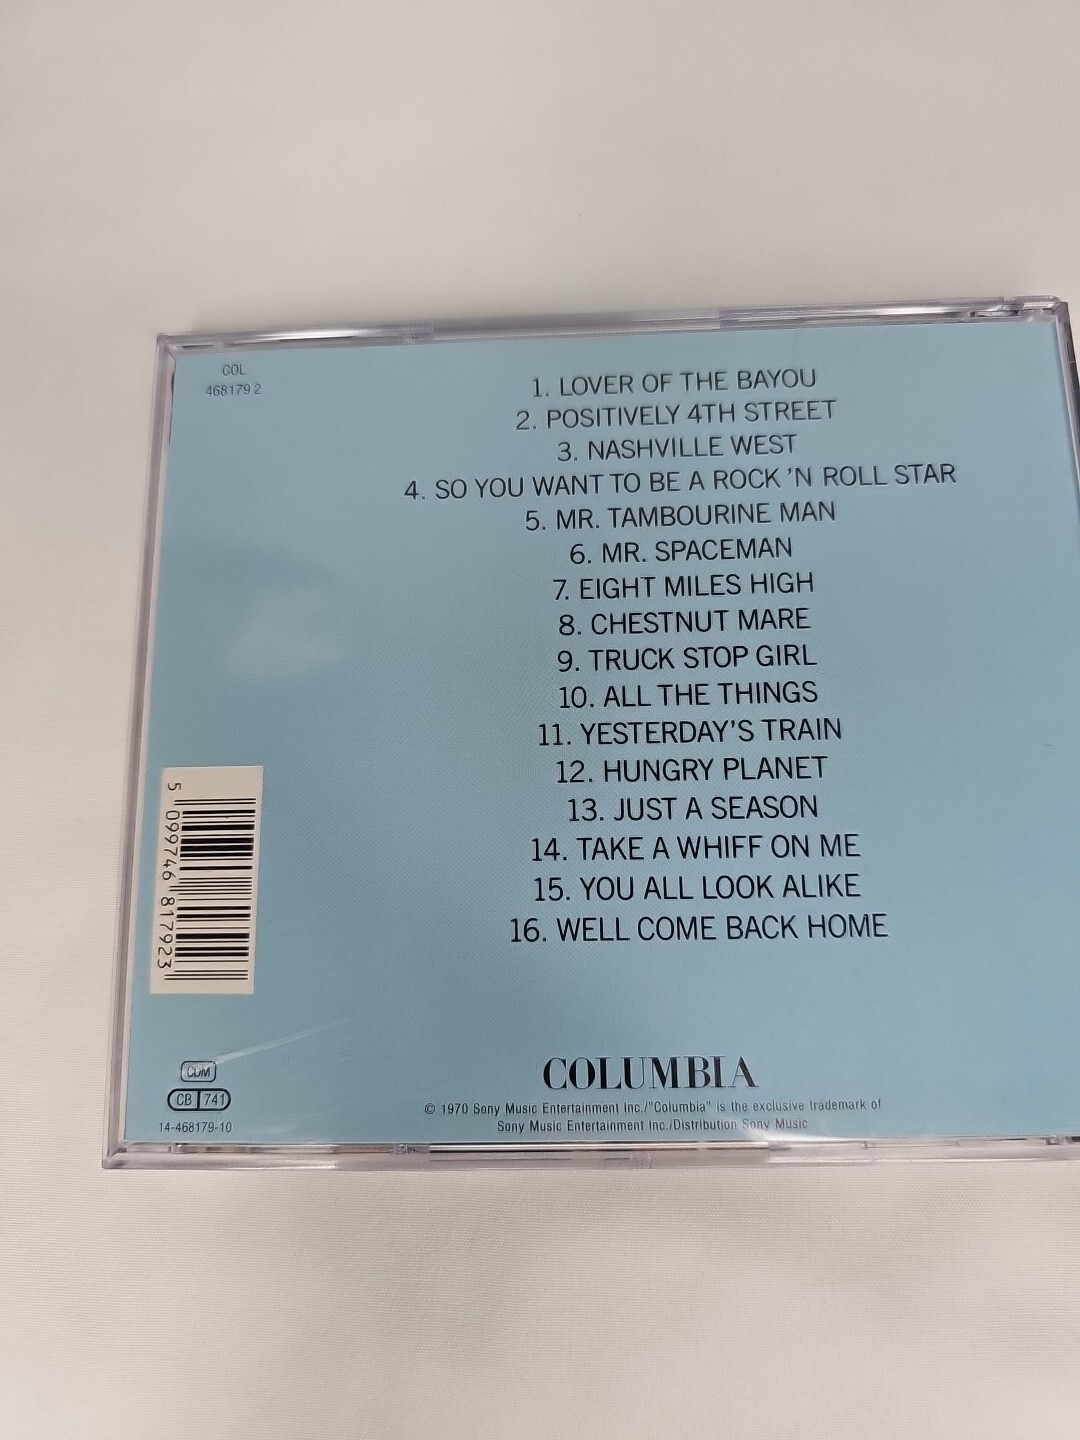 COL
468179 2
1. LOVER OF THE BAYOU
2. POSITIVELY 4TH STREET
3. NASHVILLE WEST
4. SO YOU WANT TO BE A ROCK 'N ROLL STAR
5. MR. TAMBOURINE MAN
6. MR. SPACEMAN
7. EIGHT MILES HIGH
8. CHESTNUT MARE
9. TRUCK STOP GIRL
10. ALL THE THINGS
11. YESTERDAY'S TRAIN
12. HUNGRY PLANET
13. JUST A SEASON
14. TAKE A WHIFF ON ME
15. YOU ALL LOOK ALIKE
16. WELL COME BACK HOME
5 099746 817923
CDM
CB 741
14-468179-10
COLUMBIA
© 1970 Sony Music Entertainment Inc./"Columbia" is the exclusive trademark of
Sony Music Entertainment Inc./Distribution Sony Music